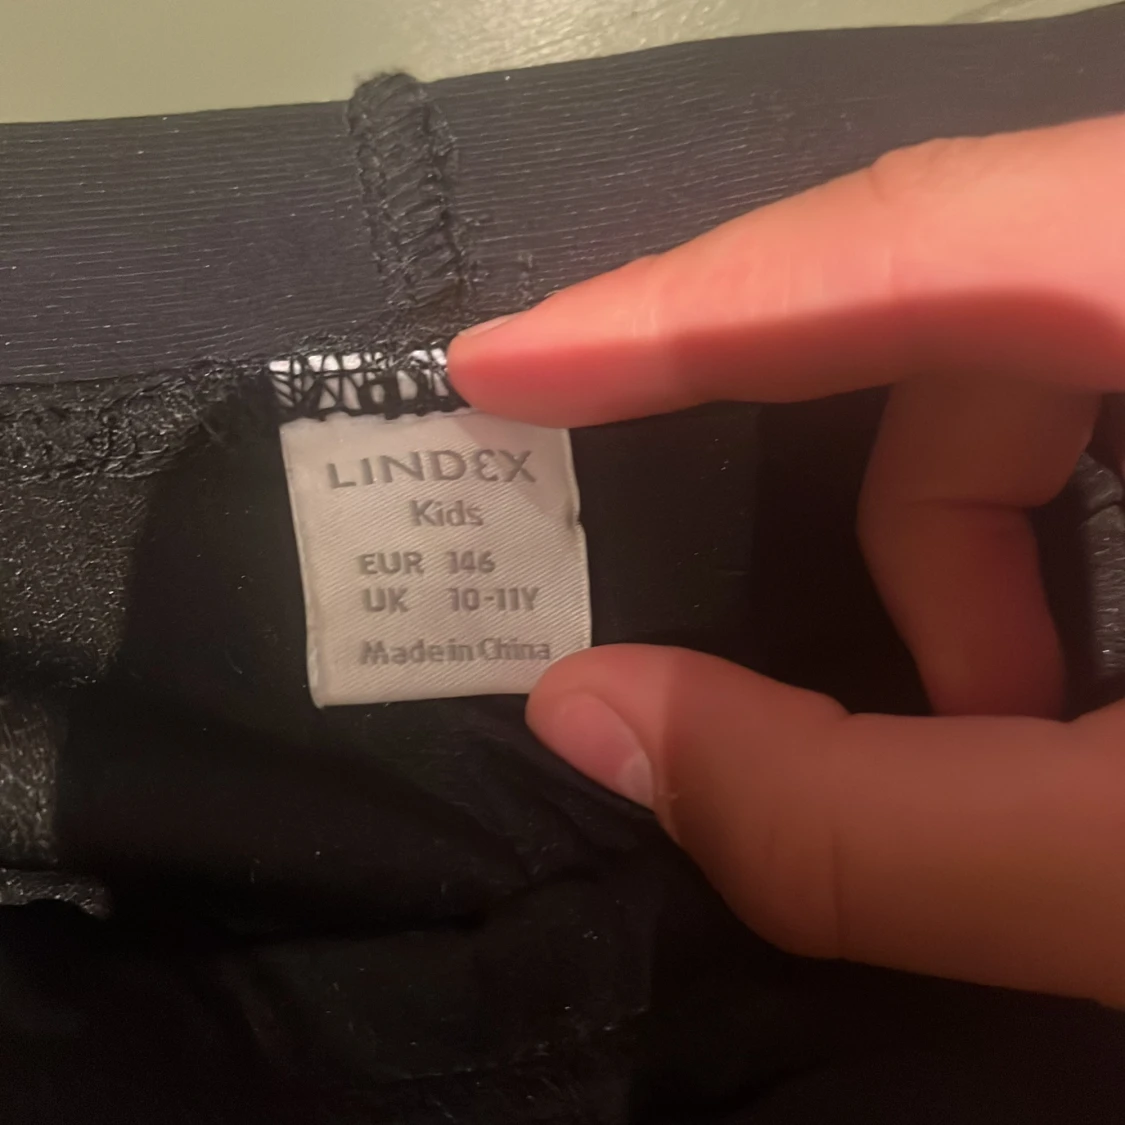 LINDEX
Kids
EUR 146
UK 10-11Y
Made in China